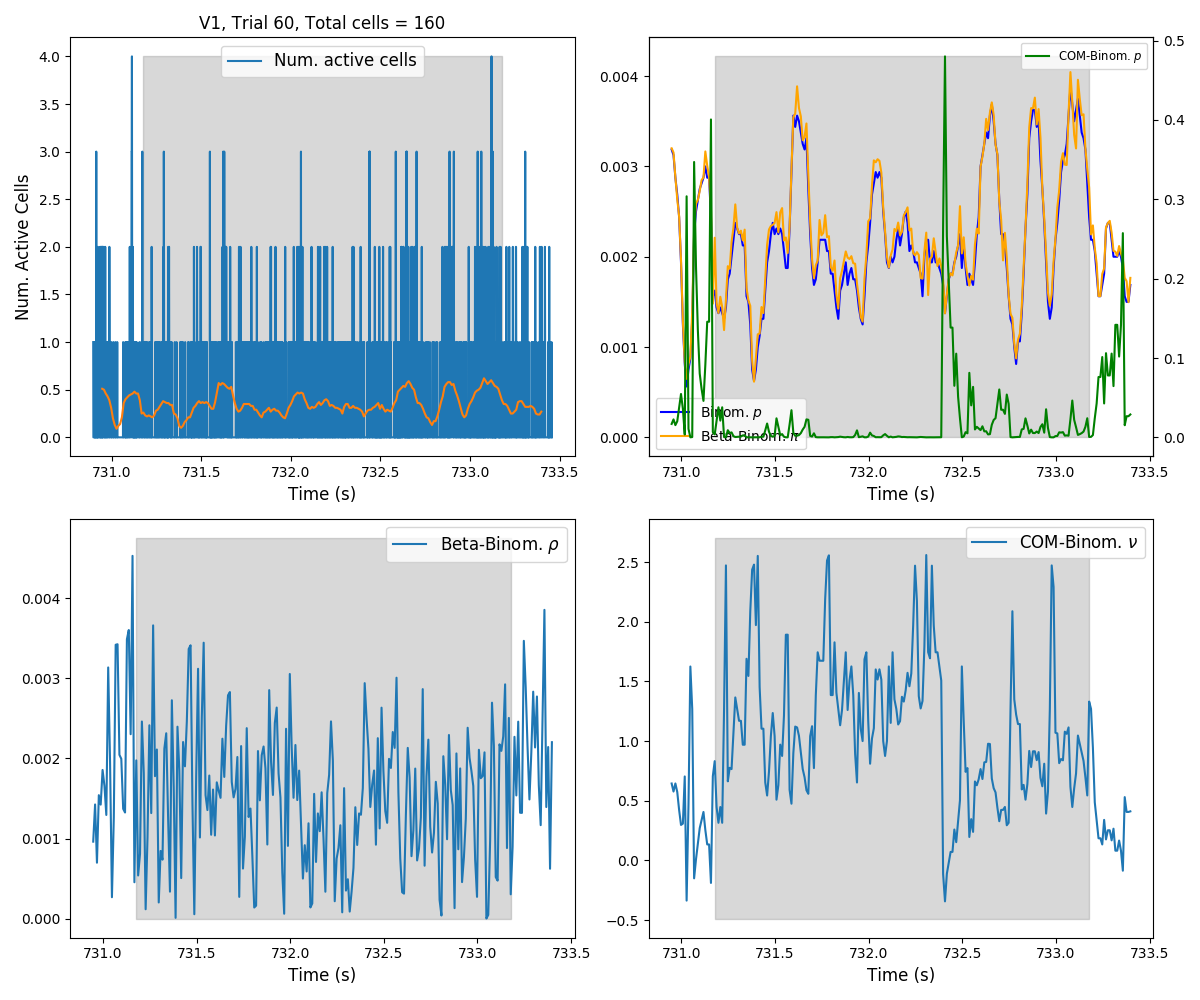 V1, Trial 60, Total cells = 160
Num. active cells
Num. Active Cells
4.0
3.5
3.0
2.5
2.0
1.5
1.0
0.5
0.0
731.0 731.5 732.0 732.5 733.0 733.5
Time (s)
COM-Binom. p
0.004
0.003
0.002
0.001
0.000
0.5
0.4
0.3
0.2
0.1
0.0
Binom. p
Beta-Binom. π
731.0 731.5 732.0 732.5 733.0 733.5
Time (s)
Beta-Binom. ρ
0.004
0.003
0.002
0.001
0.000
731.0 731.5 732.0 732.5 733.0 733.5
Time (s)
COM-Binom. ν
2.5
2.0
1.5
1.0
0.5
0.0
−0.5
731.0 731.5 732.0 732.5 733.0 733.5
Time (s)